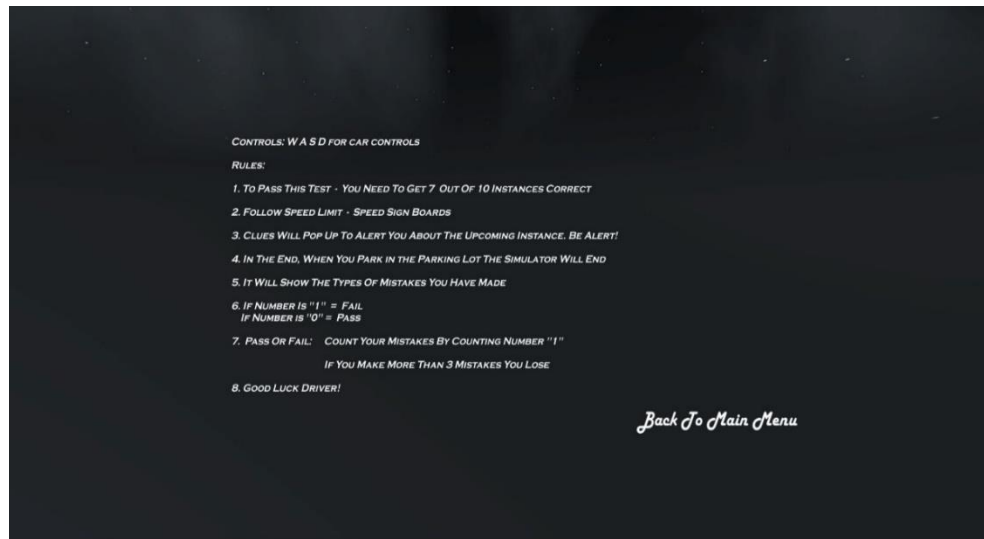 Controls: W A S D for car controls
Rules:
1. To Pass This Test - You Need To Get 7 Out Of 10 Instances Correct
2. Follow Speed Limit - Speed Sign Boards
3. Clues Will Pop Up To Alert You About The Upcoming Instance. Be Alert!
4. In The End, When You Park in the Parking Lot The Simulator Will End
5. It Will Show The Types Of Mistakes You Have Made
6. If Number Is "1" = Fail
If Number is "0" = Pass
7. Pass Or Fail: Count Your Mistakes By Counting Number "1"
If You Make More Than 3 Mistakes You Lose
8. Good Luck Driver!
Back To Main Menu